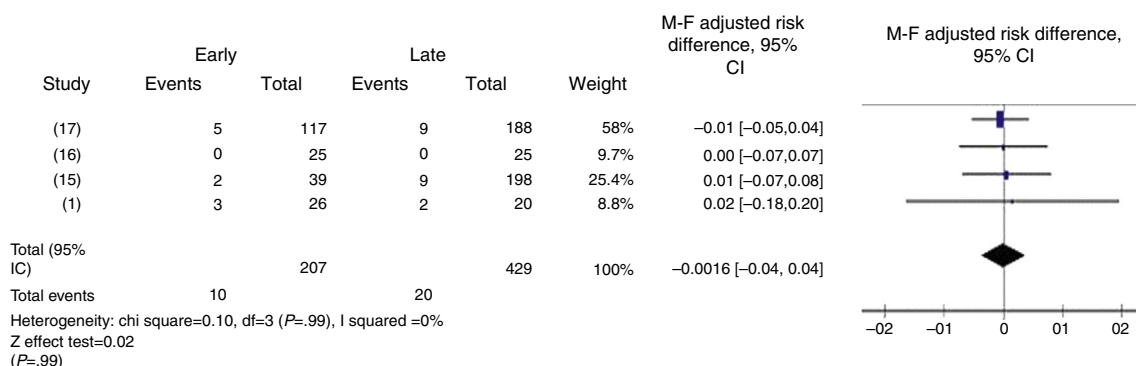 M-F adjusted risk difference, 95% CI
M-F adjusted risk difference, 95% CI
Early Late
Study Events Total Events Total Weight
(17) 5 117 9 188 58% –0.01 [–0.05,0.04]
(16) 0 25 0 25 9.7% 0.00 [–0.07,0.07]
(15) 2 39 9 198 25.4% 0.01 [–0.07,0.08]
(1) 3 26 2 20 8.8% 0.02 [–0.18,0.20]
Total (95%
IC) 207 429 100% –0.0016 [–0.04, 0.04]
Total events 10 20
Heterogeneity: chi square=0.10, df=3 (P=.99), I squared =0%
Z effect test=0.02
(P=.99)
–02 –01 0 01 02